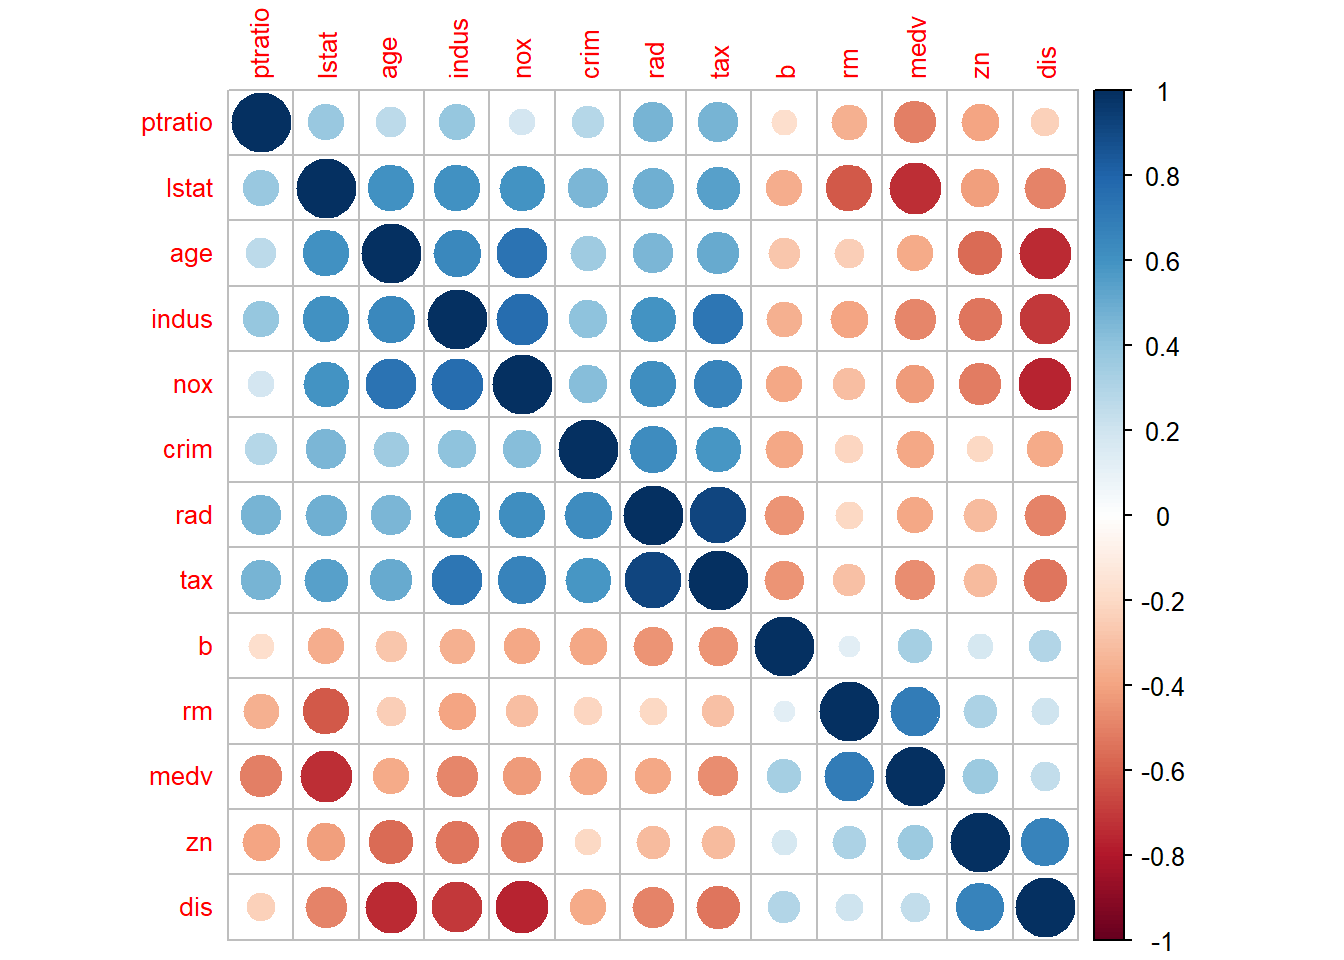 ptratio lstat age indus nox crim rad tax b rm medv zn dis
ptratio
lstat
age
indus
nox
crim
rad
tax
b
rm
medv
zn
dis
1
0.8
0.6
0.4
0.2
0
-0.2
-0.4
-0.6
-0.8
-1